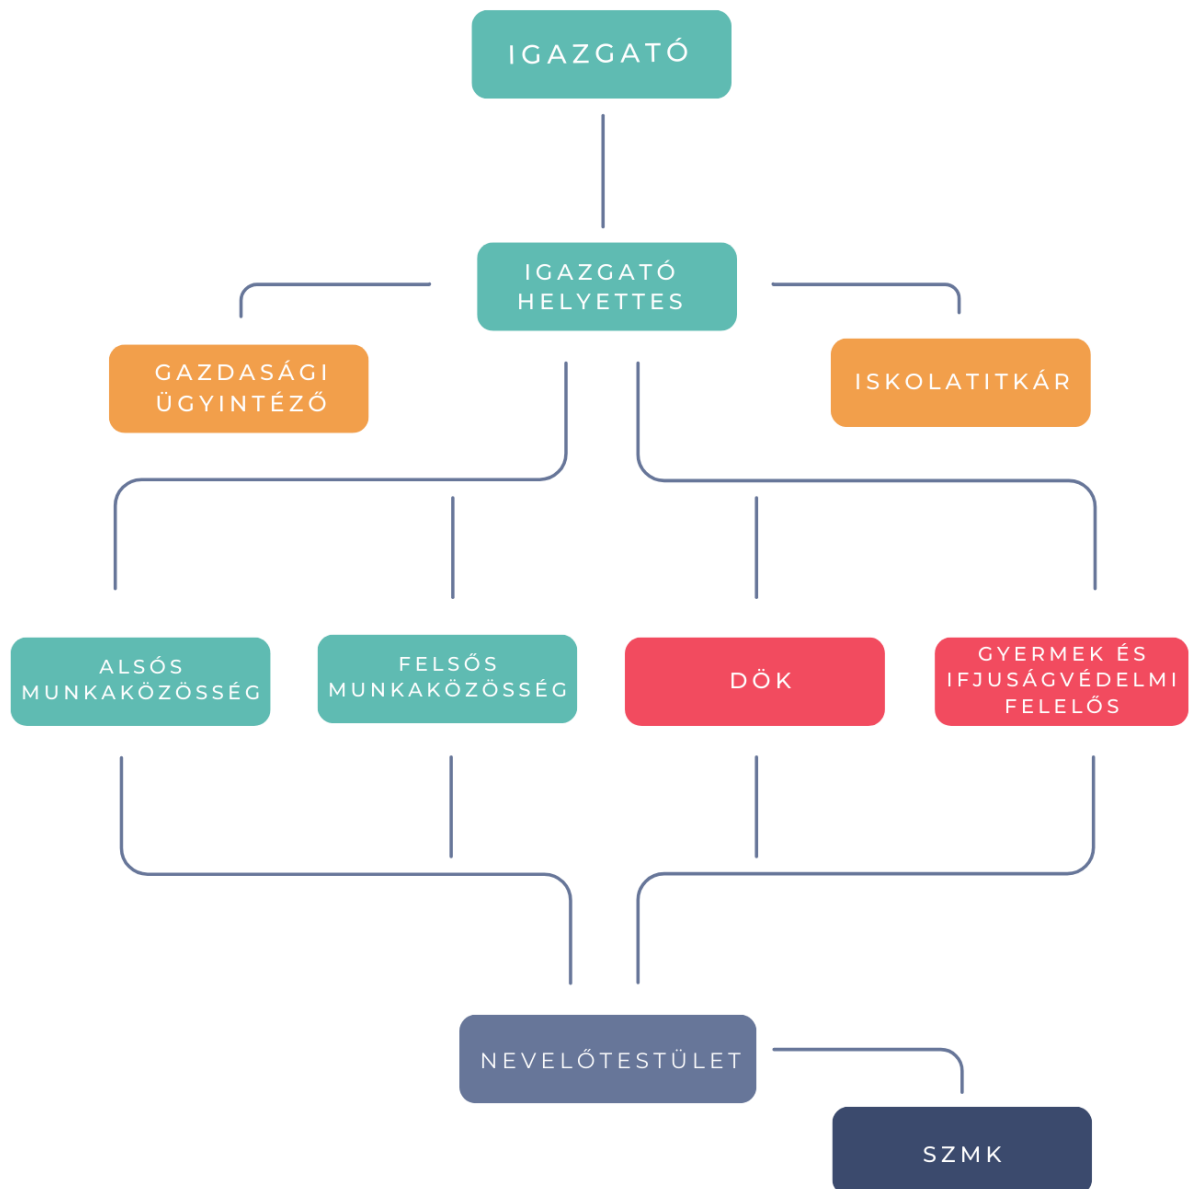 IGAZGATÓ
IGAZGATÓ
HELYETTES
GAZDASÁGI
ÜGYINTÉZŐ
ISKOLATITKÁR
ALSÓS
MUNKAKÖZÖSSÉG
FELSŐS
MUNKAKÖZÖSSÉG
DÖK
GYERMEK ÉS
IFJUSÁGVÉDELMI
FELELŐS
NEVELŐTESTÜLET
SZMK